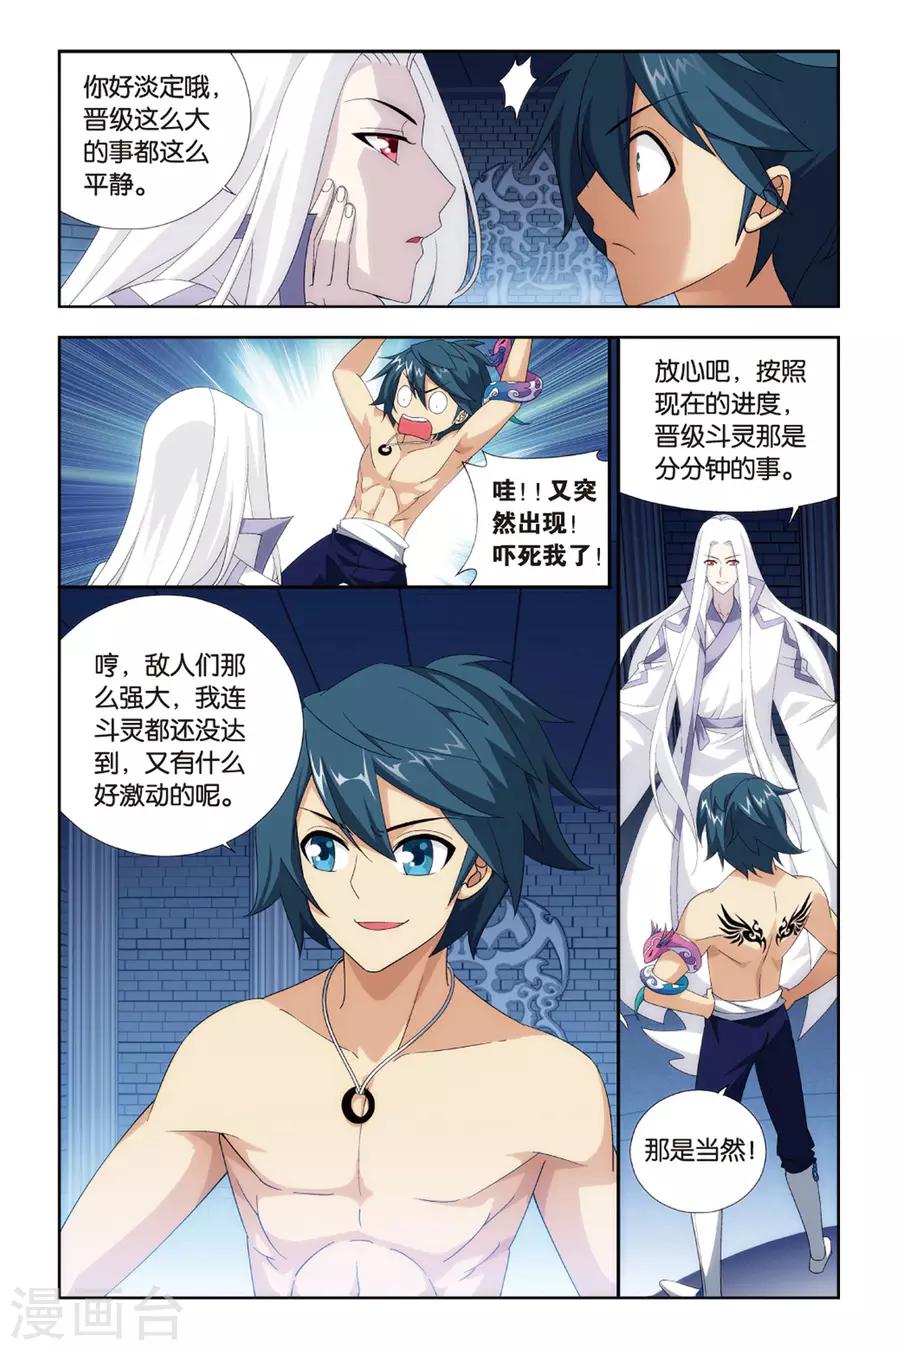 你好淡定哦，
晋级这么大
的事都这么
平静。
哇！！又突
然出现！
吓死我了！
哼，敌人们那
么强大，我连
斗灵都还没达
到，又有什么
好激动的呢。
放心吧，按照
现在的进度，
晋级斗灵那是
分分钟的事。
那是当然！
漫画台